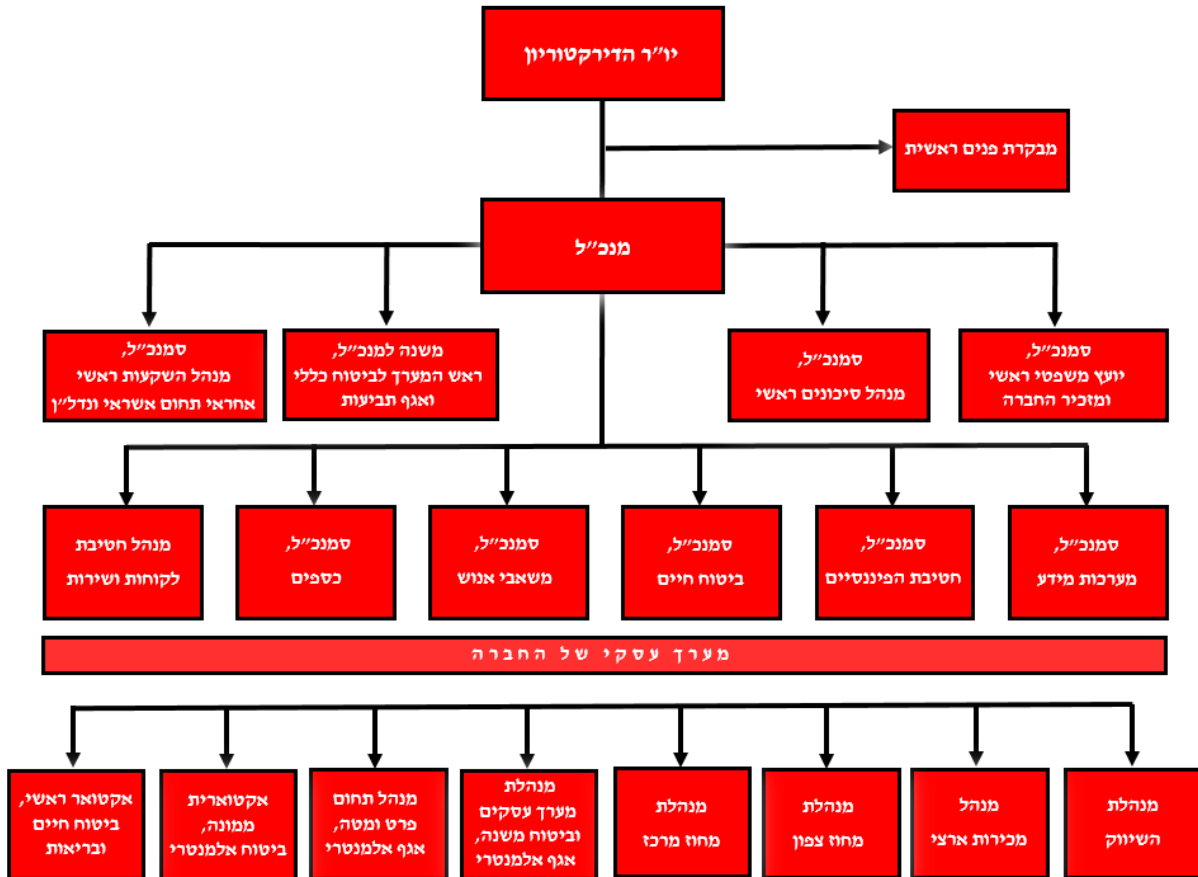 יו״ר הדירקטוריון
מבקרת פנים ראשית
מנכ״ל
סמנכ״ל,
יועץ משפטי ראשי
ומזכיר החברה
סמנכ״ל,
מנהל סיכונים ראשי
משנה למנכ״ל,
ראש המערך לביטוח כללי
ואגף תביעות
סמנכ״ל,
מנהל השקעות ראשי
אחראי תחום אשראי ונדל״ן
סמנכ״ל,
מערכות מידע
סמנכ״ל,
חטיבת הפיננסיים
סמנכ״ל,
ביטוח חיים
סמנכ״ל,
משאבי אנוש
סמנכ״ל,
כספים
מנהל חטיבת
לקוחות ושירות
מערך עסקי של החברה
מנהלת
השיווק
מנהל
מכירות ארצי
מנהלת
מחוז צפון
מנהלת
מחוז מרכז
מנהלת
מערך עסקים
וביטוח משנה,
אגף אלמנטרי
מנהל תחום
פרט ומטה,
אגף אלמנטרי
אקטוארית
ממונה,
ביטוח אלמנטרי
אקטואר ראשי,
ביטוח חיים
ובריאות